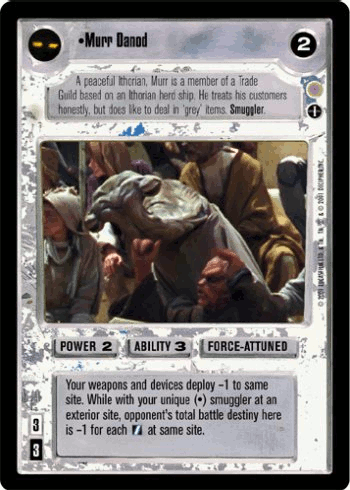 •Murr Danod
2
A peaceful Ithorian, Murr is a member of a Trade
Guild based on an Ithorian herd ship. He treats his customers
honestly, but does like to deal in 'grey' items. Smuggler.
POWER 2
ABILITY 3
FORCE-ATTUNED
Your weapons and devices deploy -1 to same
site. While with your unique (•) smuggler at an
exterior site, opponent's total battle destiny here
is -1 for each at same site.
3
3